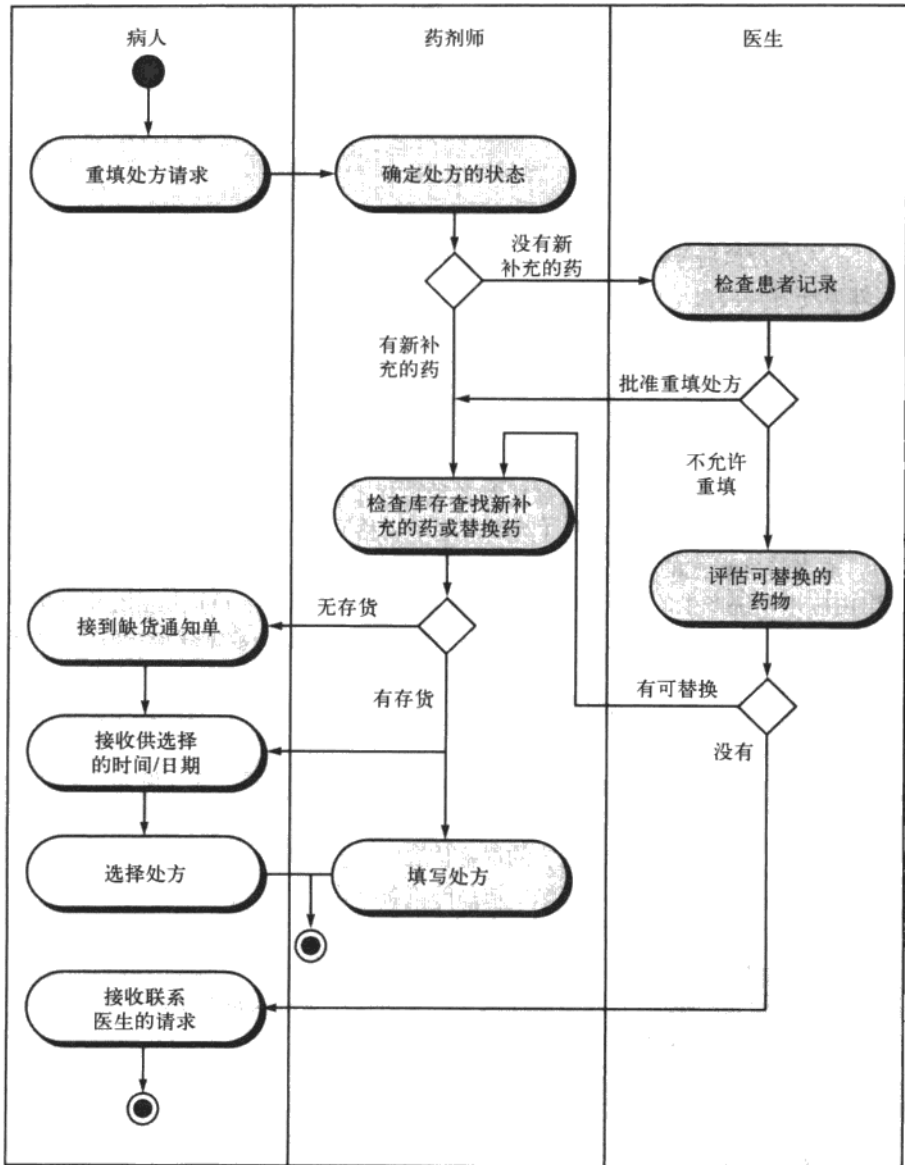 病人
药剂师
医生
重填处方请求
确定处方的状态
没有新
补充的药
检查患者记录
有新补
充的药
批准重填处方
不允许
重填
检查库存查找新补
充的药或替换药
评估可替换的
药物
无存货
接到缺货通知单
有存货
有可替换
没有
接收供选择
的时间/日期
选择处方
填写处方
接收联系
医生的请求